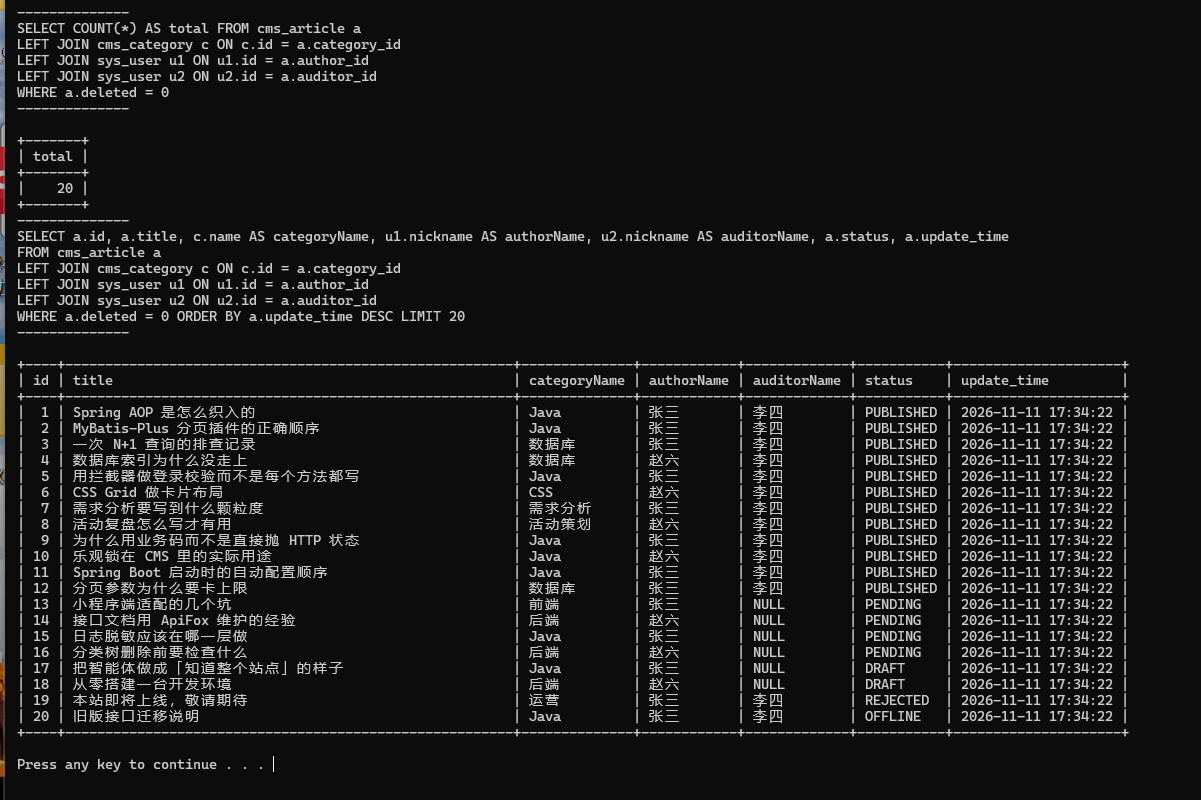 --------------
SELECT COUNT(*) AS total FROM cms_article a
LEFT JOIN cms_category c ON c.id = a.category_id
LEFT JOIN sys_user u1 ON u1.id = a.author_id
LEFT JOIN sys_user u2 ON u2.id = a.auditor_id
WHERE a.deleted = 0
--------------
+-------+
| total |
+-------+
|    20 |
+-------+
--------------
SELECT a.id, a.title, c.name AS categoryName, u1.nickname AS authorName, u2.nickname AS auditorName, a.status, a.update_time
FROM cms_article a
LEFT JOIN cms_category c ON c.id = a.category_id
LEFT JOIN sys_user u1 ON u1.id = a.author_id
LEFT JOIN sys_user u2 ON u2.id = a.auditor_id
WHERE a.deleted = 0 ORDER BY a.update_time DESC LIMIT 20
--------------
+----+--------------------------------------------------------+--------------+------------+-------------+-----------+---------------------+
| id | title | categoryName | authorName | auditorName | status | update_time |
+----+--------------------------------------------------------+--------------+------------+-------------+-----------+---------------------+
| 1 | Spring AOP 是怎么织入的 | Java | 张三 | 李四 | PUBLISHED | 2026-11-11 17:34:22 |
| 2 | MyBatis-Plus 分页插件的正确顺序 | Java | 张三 | 李四 | PUBLISHED | 2026-11-11 17:34:22 |
| 3 | 一次 N+1 查询的排查记录 | 数据库 | 张三 | 李四 | PUBLISHED | 2026-11-11 17:34:22 |
| 4 | 数据库索引为什么没走上 | 数据库 | 赵六 | 李四 | PUBLISHED | 2026-11-11 17:34:22 |
| 5 | 用拦截器做登录校验而不是每个方法都写 | Java | 张三 | 李四 | PUBLISHED | 2026-11-11 17:34:22 |
| 6 | CSS Grid 做卡片布局 | CSS | 赵六 | 李四 | PUBLISHED | 2026-11-11 17:34:22 |
| 7 | 需求分析要写到什么颗粒度 | 需求分析 | 张三 | 李四 | PUBLISHED | 2026-11-11 17:34:22 |
| 8 | 活动复盘怎么写才有用 | 活动策划 | 赵六 | 李四 | PUBLISHED | 2026-11-11 17:34:22 |
| 9 | 为什么用业务码而不是直接抛 HTTP 状态 | Java | 张三 | 李四 | PUBLISHED | 2026-11-11 17:34:22 |
| 10 | 乐观锁在 CMS 里的实际用途 | Java | 赵六 | 李四 | PUBLISHED | 2026-11-11 17:34:22 |
| 11 | Spring Boot 启动时的自动配置顺序 | Java | 张三 | 李四 | PUBLISHED | 2026-11-11 17:34:22 |
| 12 | 分页参数为什么要卡上限 | 数据库 | 张三 | 李四 | PUBLISHED | 2026-11-11 17:34:22 |
| 13 | 小程序端适配的几个坑 | 前端 | 张三 | NULL | PENDING | 2026-11-11 17:34:22 |
| 14 | 接口文档用 ApiFox 维护的经验 | 后端 | 赵六 | NULL | PENDING | 2026-11-11 17:34:22 |
| 15 | 日志脱敏应该在哪一层做 | Java | 张三 | NULL | PENDING | 2026-11-11 17:34:22 |
| 16 | 分类树删除前要检查什么 | 后端 | 赵六 | NULL | PENDING | 2026-11-11 17:34:22 |
| 17 | 把智能体做成「知道整个站点」的样子 | Java | 张三 | NULL | DRAFT | 2026-11-11 17:34:22 |
| 18 | 从零搭建一台开发环境 | 后端 | 赵六 | NULL | DRAFT | 2026-11-11 17:34:22 |
| 19 | 本站即将上线，敬请期待 | 运营 | 张三 | 李四 | REJECTED | 2026-11-11 17:34:22 |
| 20 | 旧版接口迁移说明 | Java | 张三 | 李四 | OFFLINE | 2026-11-11 17:34:22 |
+----+--------------------------------------------------------+--------------+------------+-------------+-----------+---------------------+
Press any key to continue . . .